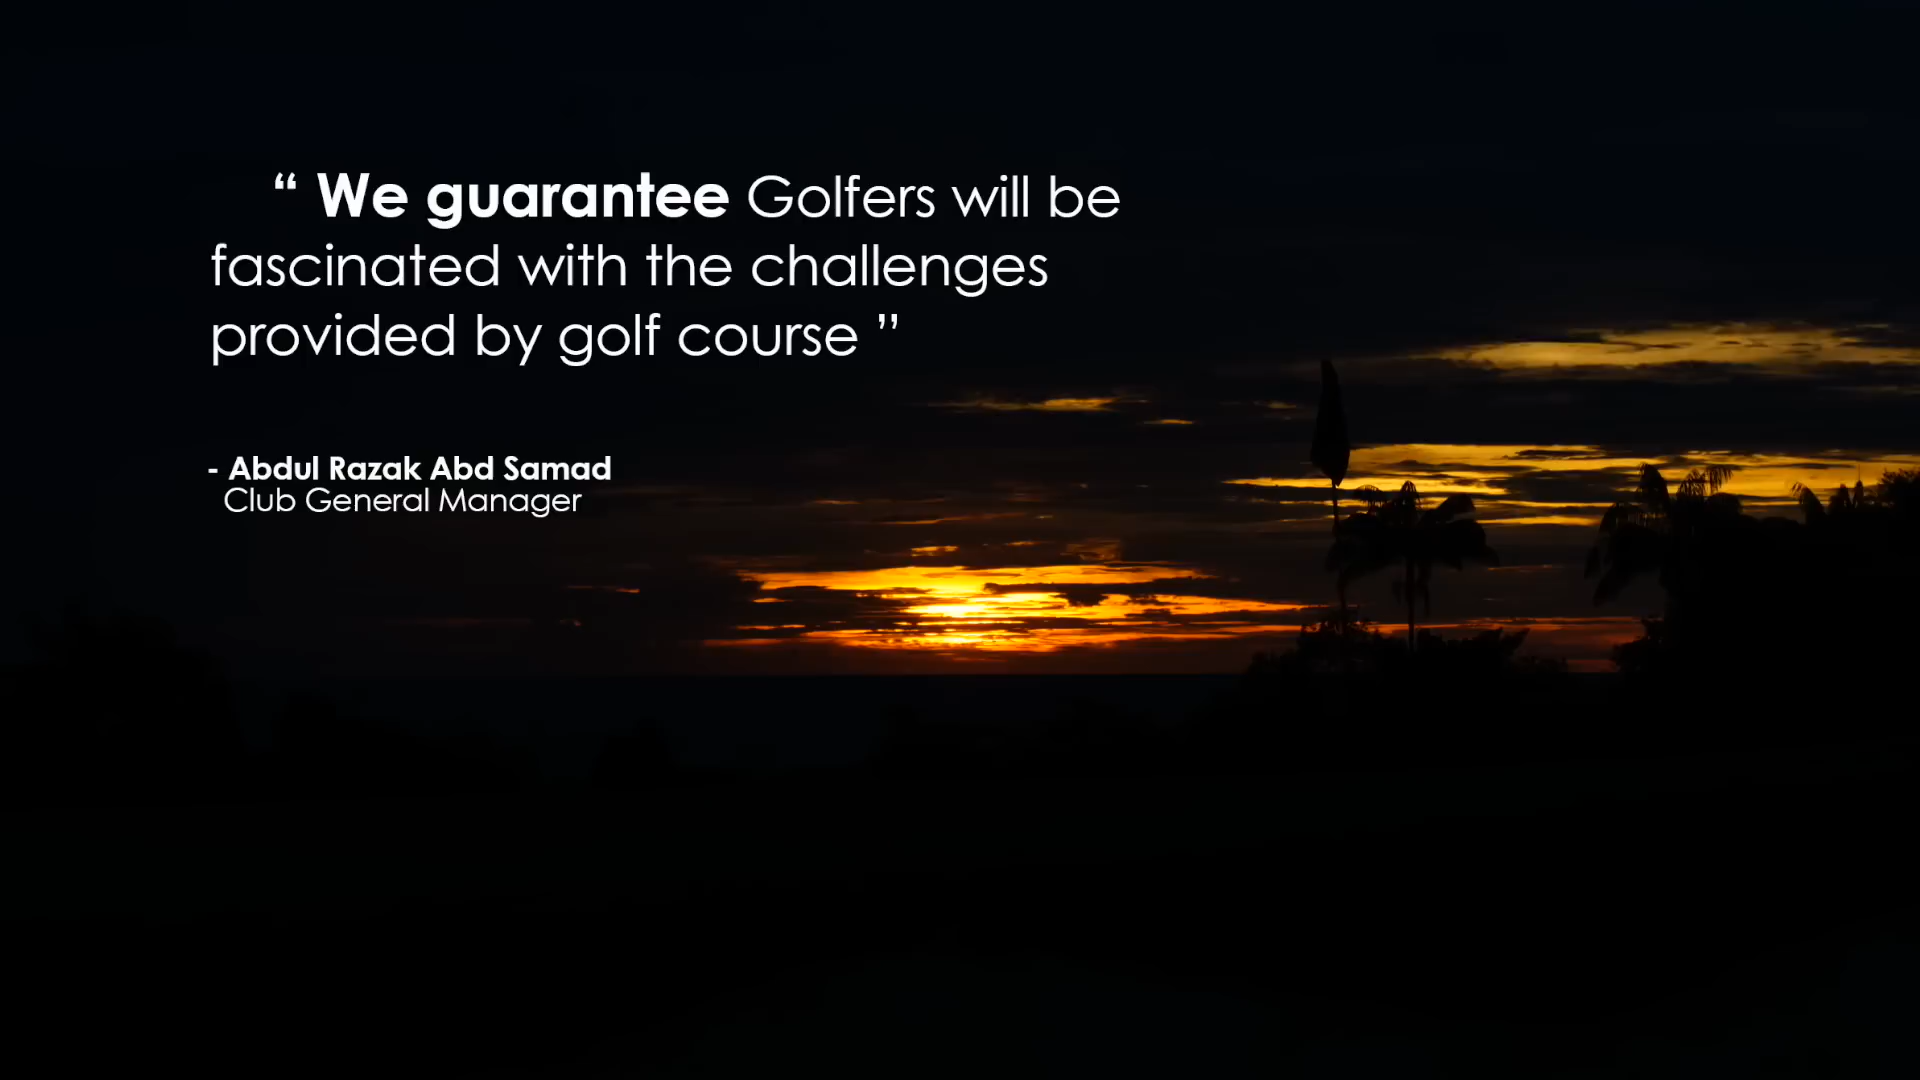 “ We guarantee Golfers will be
fascinated with the challenges
provided by golf course ”
- Abdul Razak Abd Samad
Club General Manager